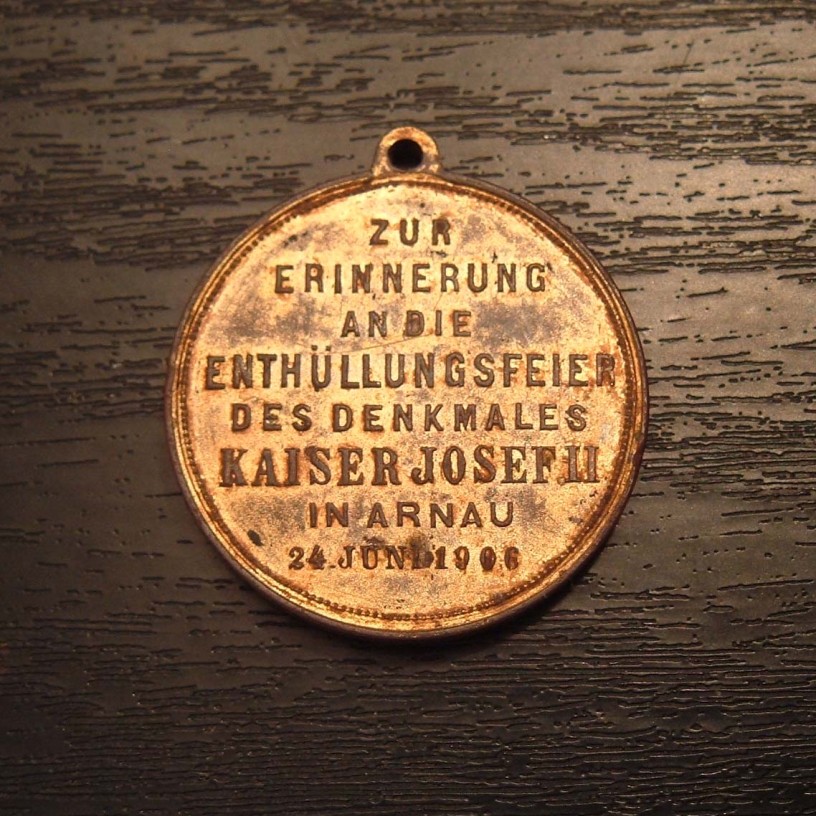 ZUR
ERINNERUNG
AN DIE
ENTHÜLLUNGSFEIER
DES DENKMALES
KAISER JOSEF II
IN ARNAU
24. JUNI 1906